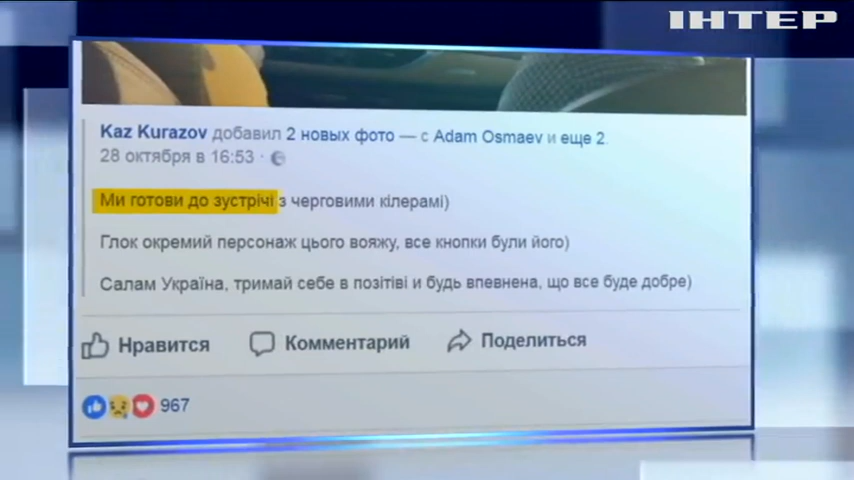 ІНТЕР
Kaz Kurazov добавил 2 новых фото — с Adam Osmaev и еще 2.
28 октября в 16:53 ·
Ми готови до зустрічі з черговими кілерамі)
Глок окремий персонаж цього вояжу, все кнопки були його)
Салам Україна, тримай себе в позітіві и будь впевнена, що все буде добре)
Нравится Комментарий Поделиться
967